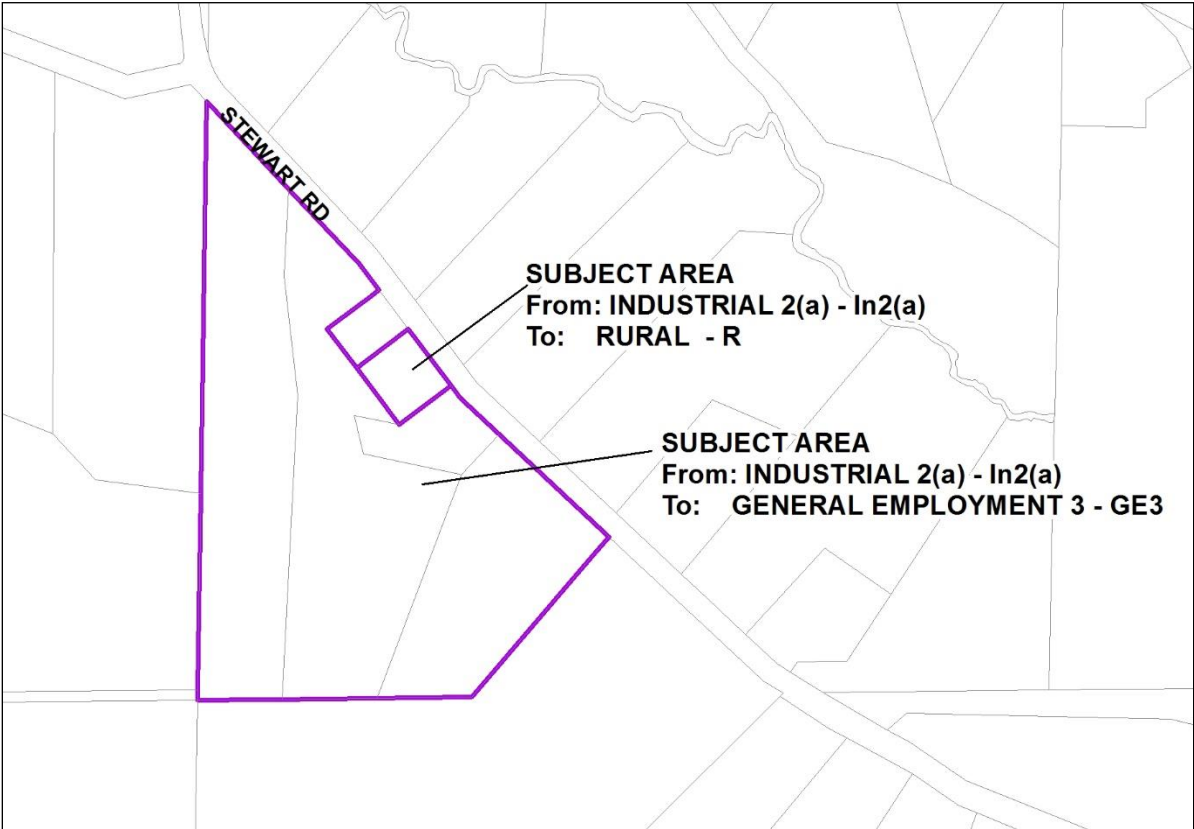 STEWART RD
SUBJECT AREA
From: INDUSTRIAL 2(a) - In2(a)
To: RURAL - R
SUBJECT AREA
From: INDUSTRIAL 2(a) - In2(a)
To: GENERAL EMPLOYMENT 3 - GE3